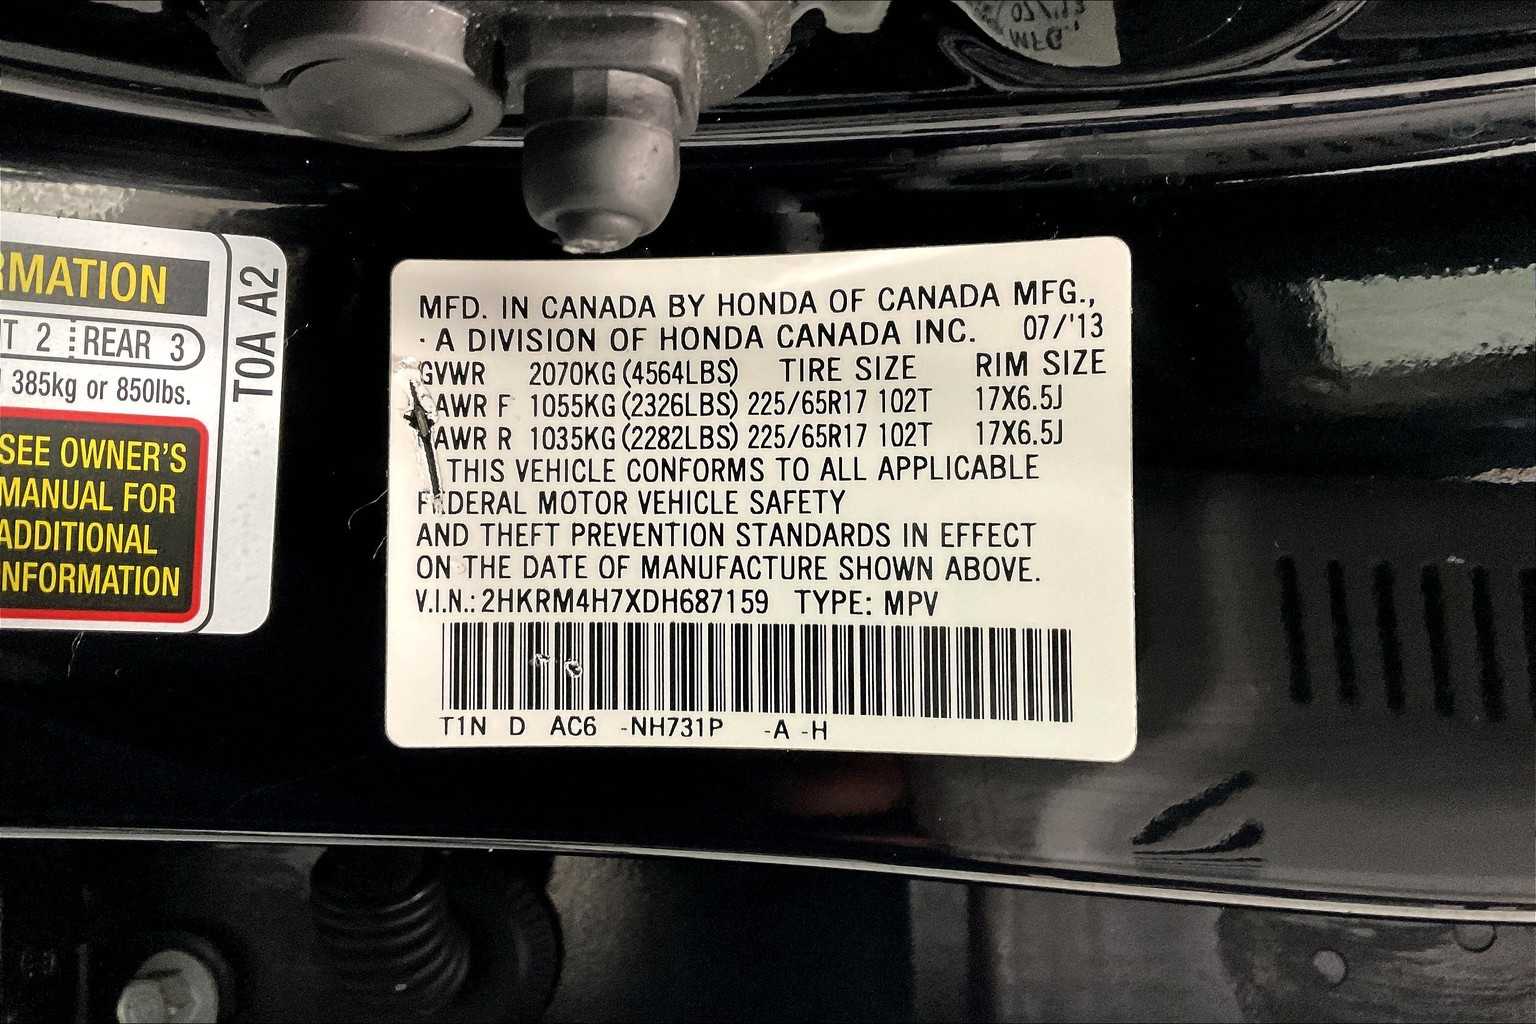 RMATION
T 2 REAR 3
385kg or 850lbs.
SEE OWNER'S
MANUAL FOR
ADDITIONAL
INFORMATION
T0A A2
MFD. IN CANADA BY HONDA OF CANADA MFG.,
A DIVISION OF HONDA CANADA INC. 07/'13
GVWR 2070KG (4564LBS) TIRE SIZE RIM SIZE
AWR F 1055KG (2326LBS) 225/65R17 102T 17X6.5J
AWR R 1035KG (2282LBS) 225/65R17 102T 17X6.5J
THIS VEHICLE CONFORMS TO ALL APPLICABLE
FEDERAL MOTOR VEHICLE SAFETY
AND THEFT PREVENTION STANDARDS IN EFFECT
ON THE DATE OF MANUFACTURE SHOWN ABOVE.
V.I.N.: 2HKRM4H7XDH687159 TYPE: MPV
T1N D AC6 -NH731P -A -H